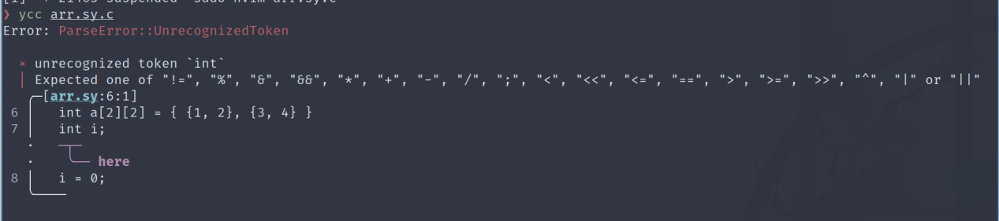 ❯ ycc arr.sy.c
Error: ParseError::UnrecognizedToken
× unrecognized token `int`
│ Expected one of "!=", "%", "&", "&&", "*", "+", "-", "/", ";", "<", "<<", "<=", "==", ">", ">=", ">>", "^", "|" or "||"
╭─[arr.sy:6:1]
6 │ int a[2][2] = { {1, 2}, {3, 4} }
7 │ int i;
· ─┬─
· ╰── here
8 │ i = 0;
╰────